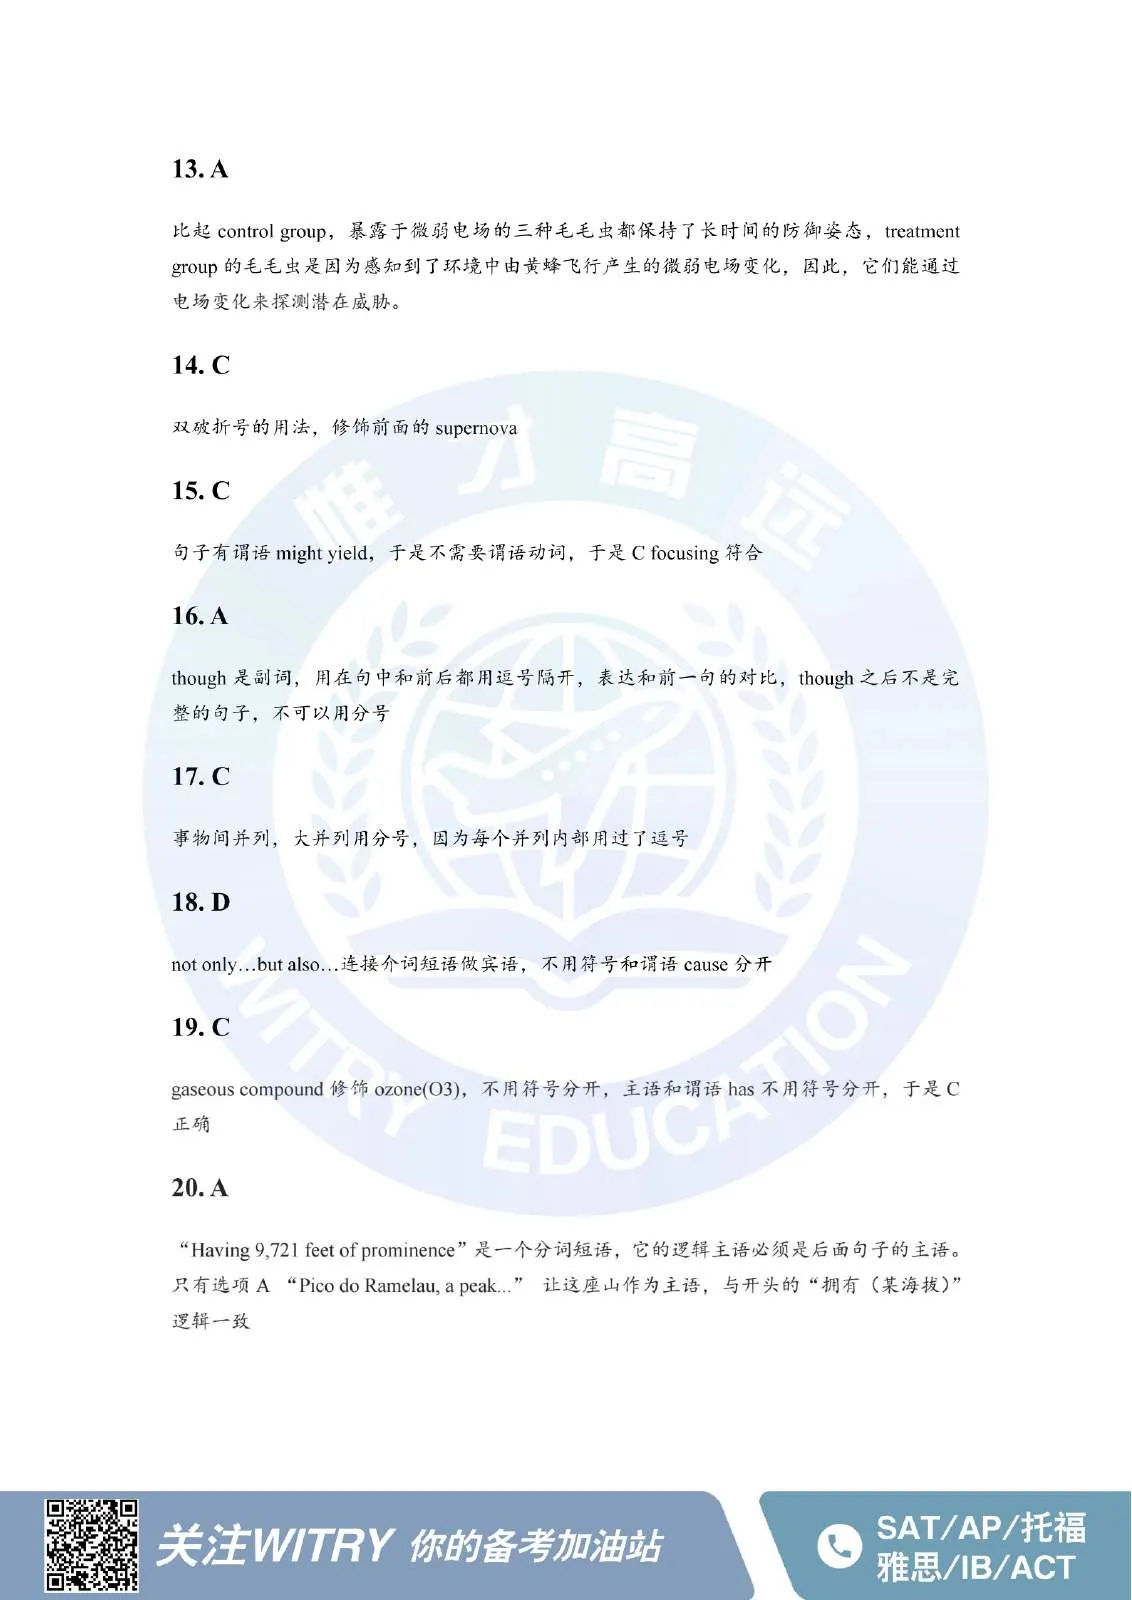 13. A
比起 control group，暴露于微弱电场的三种毛毛虫都保持了长时间的防御姿态，treatment
group 的毛毛虫是因为感知到了环境中由黄蜂飞行产生的微弱电场变化，因此，它们能通过
电场变化来探测潜在威胁。
14. C
双破折号的用法，修饰前面的 supernova
15. C
句子有谓语 might yield，于是不需要谓语动词，于是 C focusing 符合
16. A
though 是副词，用在句中和前后都用逗号隔开，表达和前一句的对比，though 之后不是完
整的句子，不可以用分号
17. C
事物间并列，大并列用分号，因为每个并列内部用过了逗号
18. D
not only…but also…连接介词短语做宾语，不用符号和谓语 cause 分开
19. C
gaseous compound 修饰 ozone(O3)，不用符号分开，主语和谓语 has 不用符号分开，于是 C
正确
20. A
“Having 9,721 feet of prominence”是一个分词短语，它的逻辑主语必须是后面句子的主语。
只有选项 A “Pico do Ramelau, a peak...” 让这座山作为主语，与开头的“拥有（某海拔）”
逻辑一致
惟才高远
WITRY EDUCATION
关注WITRY 你的备考加油站
SAT/AP/托福
雅思/IB/ACT